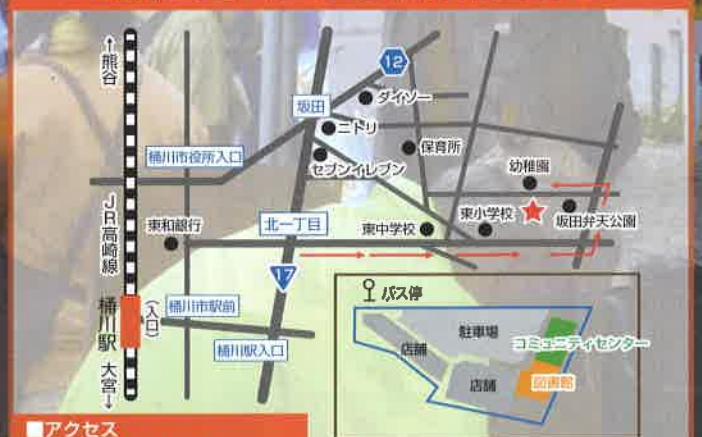 ↑熊谷
JR高崎線
桶川駅
(入口)
大宮↓
12
坂田
ダイソー
ニトリ
セブンイレブン
保育所
桶川市役所入口
幼稚園
東和銀行
北一丁目
東中学校
東小学校
坂田弁天公園
17
桶川市駅前
桶川駅入口
バス停
駐車場
コミュニティセンター
店舗
店舗
図書館
■アクセス